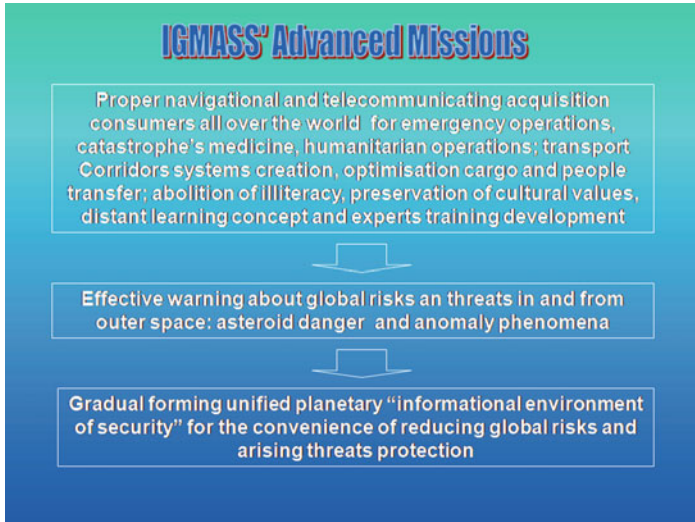 IGMASS' Advanced Missions
Proper navigational and telecommunicating acquisition
consumers all over the world for emergency operations,
catastrophe's medicine, humanitarian operations; transport
Corridors systems creation, optimisation cargo and people
transfer; abolition of illiteracy, preservation of cultural values,
distant learning concept and experts training development
Effective warning about global risks an threats in and from
outer space: asteroid danger and anomaly phenomena
Gradual forming unified planetary “informational environment
of security” for the convenience of reducing global risks and
arising threats protection